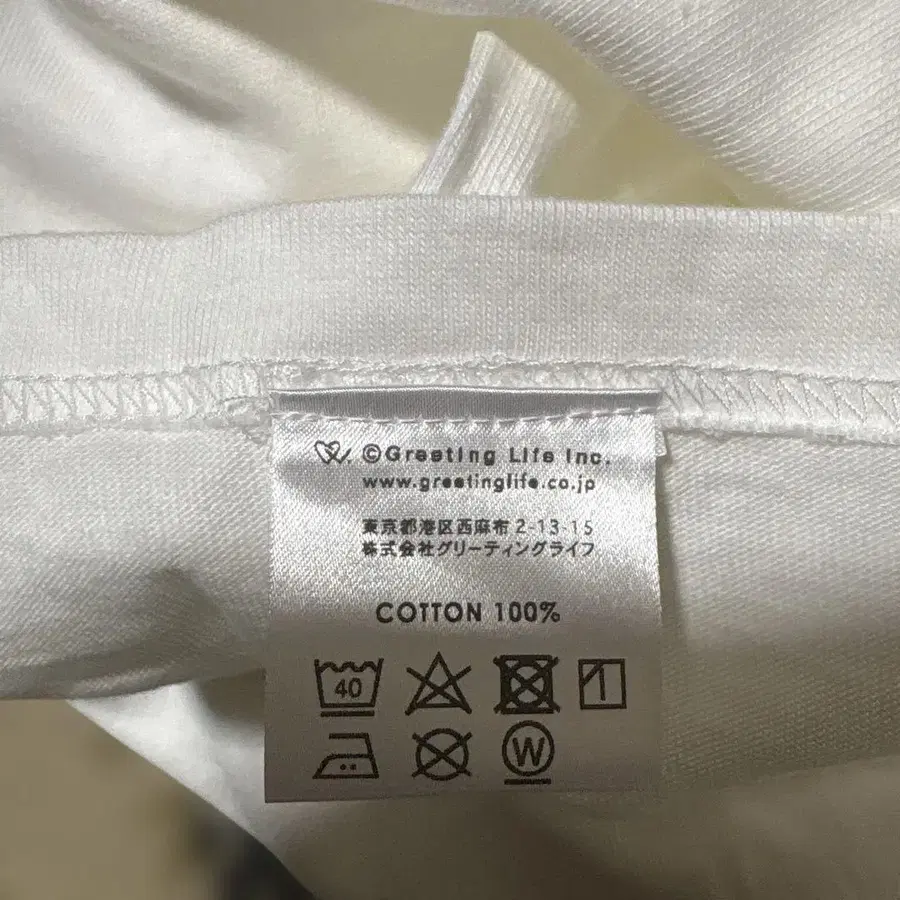 ©Greeting Life Inc.
www.greetinglife.co.jp
東京都港区西麻布 2-13-15
株式会社グリーティングライフ
COTTON 100%
40
W